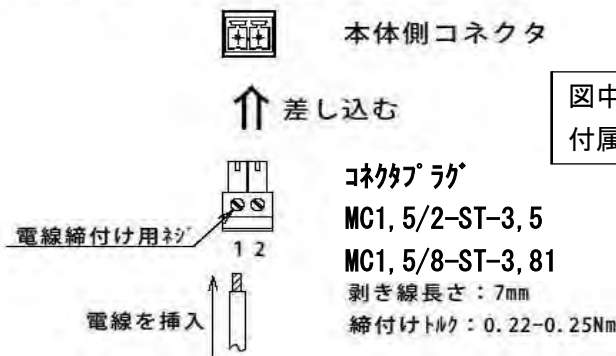 本体側コネクタ
差し込む
図中
付属
コネクタプラグ
MC1,5/2-ST-3,5
電線締付け用ネジ
1 2
MC1,5/8-ST-3,81
剥き線長さ：7mm
電線を挿入
締付けトルク：0.22-0.25Nm